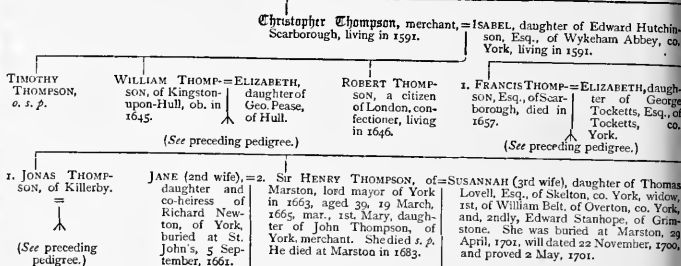 Christopher Thompson, merchant, = ISABEL, daughter of Edward Hutchin-
Scarborough, living in 1591.
son, Esq., of Wykeham Abbey, co.
York, living in 1591.
TIMOTHY
THOMPSON,
o. s. p.
WILLIAM THOMP- = ELIZABETH,
SON, of Kingston-
upon-Hull, ob. in
1645.
daughter of
Geo. Pease,
of Hull.
(See preceding pedigree.)
ROBERT THOMP-
SON, a citizen
of London, con-
fectioner, living
in 1646.
1. FRANCIS THOMP- = ELIZABETH, daugh-
SON, Esq., of Scar-
borough, died in
1657.
ter of George
Tocketts, Esq., of
Tocketts, co.
York.
(See preceding pedigree.)
1. JONAS THOMP-
SON, of Killerby.
=
(See preceding
pedigree.)
JANE (2nd wife), =
daughter and
co-heiress of
Richard New-
ton, of York,
buried at St.
John's, 5 Sep-
tember, 1661.
2. Sir HENRY THOMPSON, of =
Marston, lord mayor of York
in 1663, aged 39, 19 March,
1665, mar., 1st. Mary, daugh-
ter of John Thompson, of
York, merchant. She died s. p.
He died at Marston in 1683.
SUSANNAH (3rd wife), daughter of Thomas
Lovell, Esq., of Skelton, co. York, widow,
1st, of William Belt, of Overton, co. York,
and, 2ndly, Edward Stanhope, of Grim-
stone. She was buried at Marston, 29
April, 1701, will dated 22 November, 1700,
and proved 2 May, 1701.